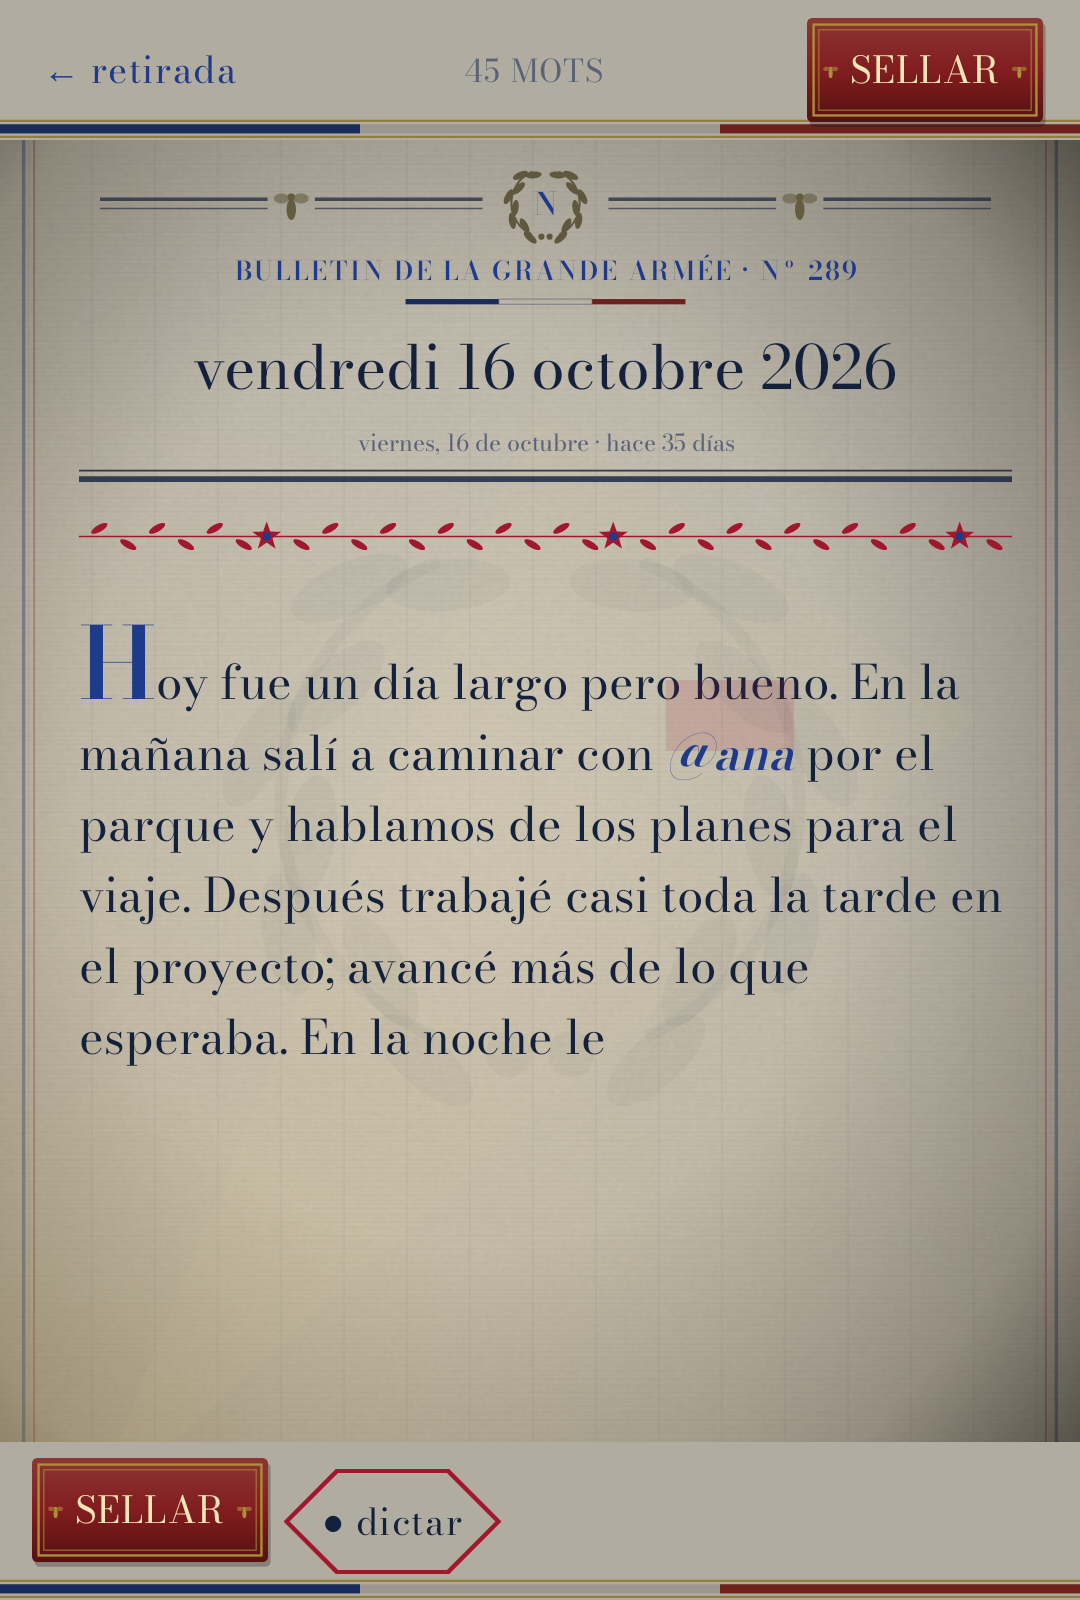 ← retirada
45 MOTS
SELLAR
N
BULLETIN DE LA GRANDE ARMÉE · Nº 289
vendredi 16 octobre 2026
viernes, 16 de octubre · hace 35 días
Hoy fue un día largo pero bueno. En la
mañana salí a caminar con @ana por el
parque y hablamos de los planes para el
viaje. Después trabajé casi toda la tarde en
el proyecto; avancé más de lo que
esperaba. En la noche le
SELLAR
• dictar